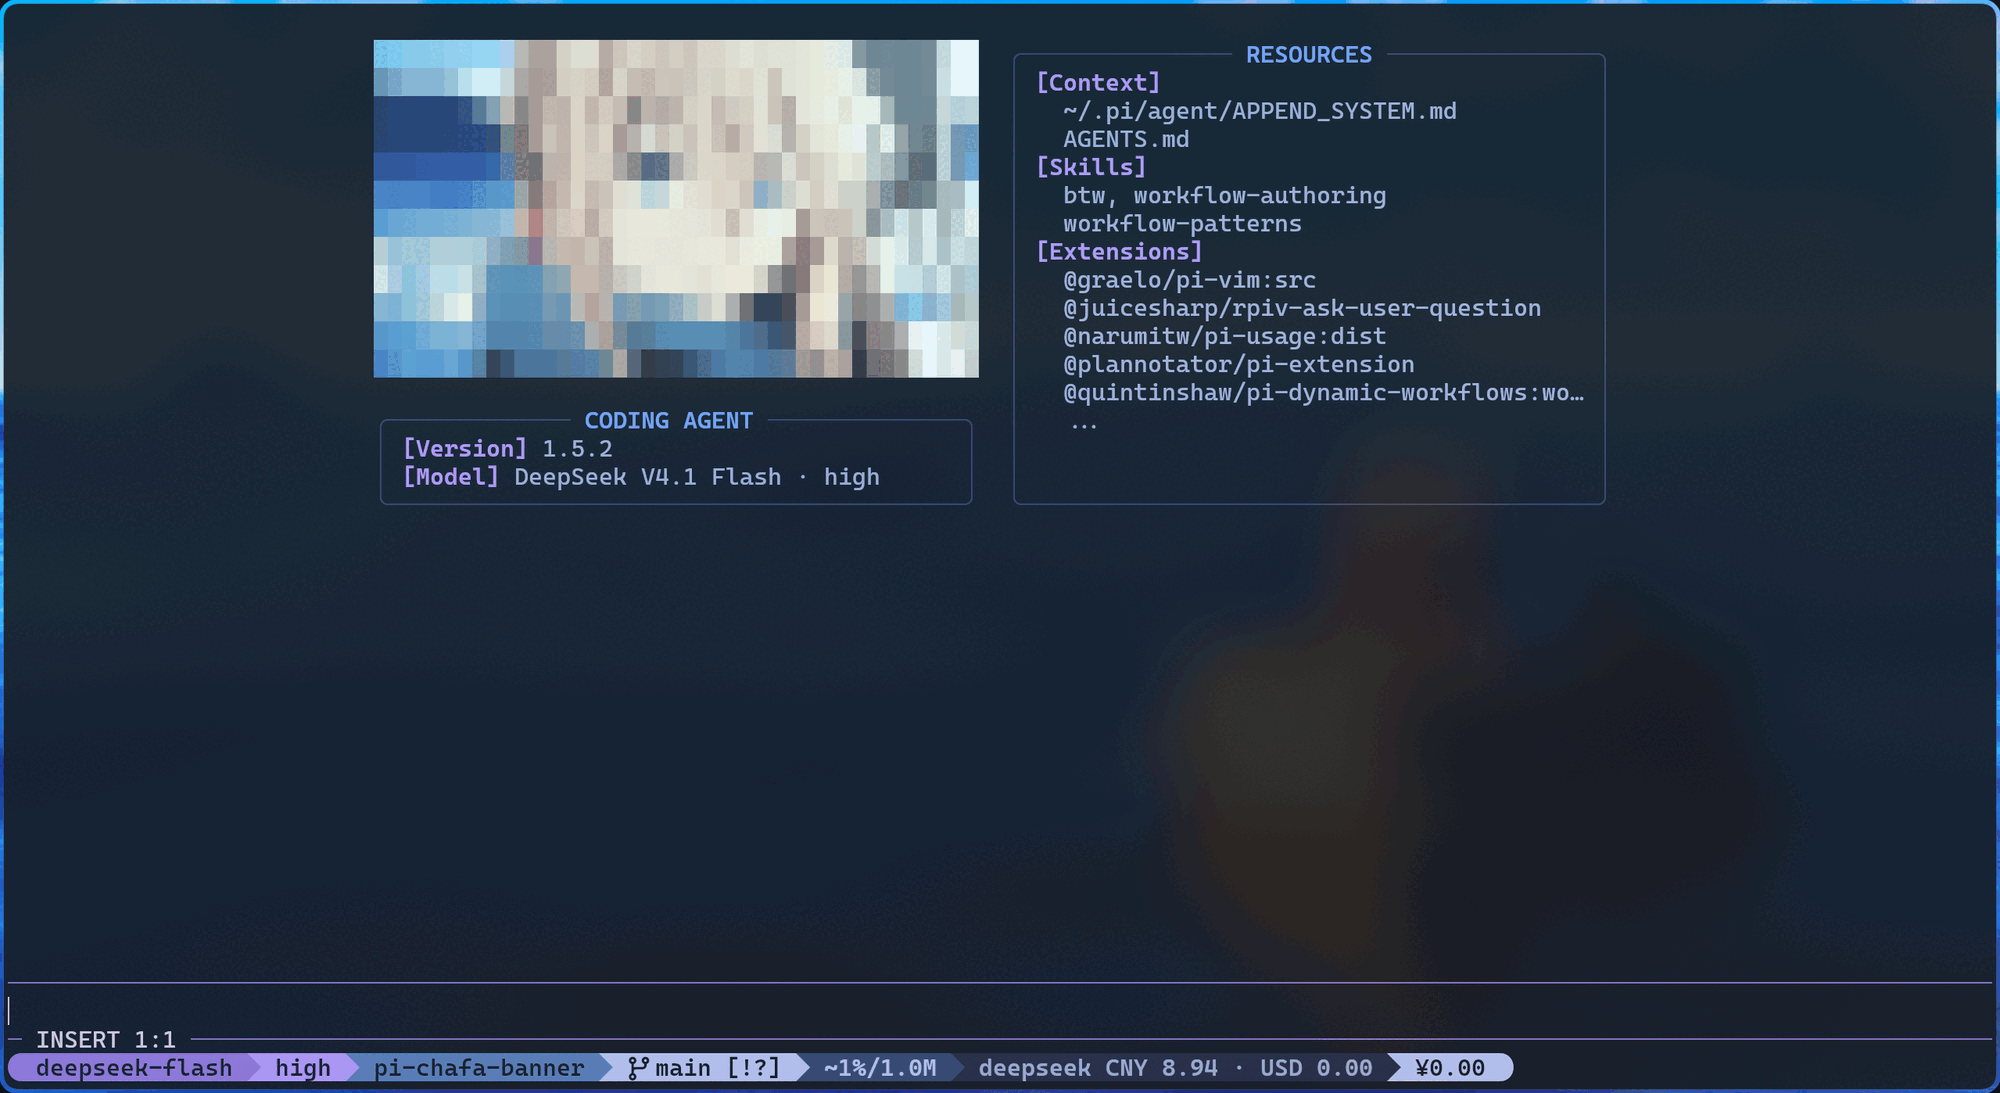 CODING AGENT
[Version] 1.5.2
[Model] DeepSeek V4.1 Flash · high
RESOURCES
[Context]
~/.pi/agent/APPEND_SYSTEM.md
AGENTS.md
[Skills]
btw, workflow-authoring
workflow-patterns
[Extensions]
@graelo/pi-vim:src
@juicesharp/rpiv-ask-user-question
@narumitw/pi-usage:dist
@plannotator/pi-extension
@quintinshaw/pi-dynamic-workflows:wo…
...
INSERT 1:1
deepseek-flash high pi-chafa-banner main [!?] ~1%/1.0M deepseek CNY 8.94 · USD 0.00 ¥0.00